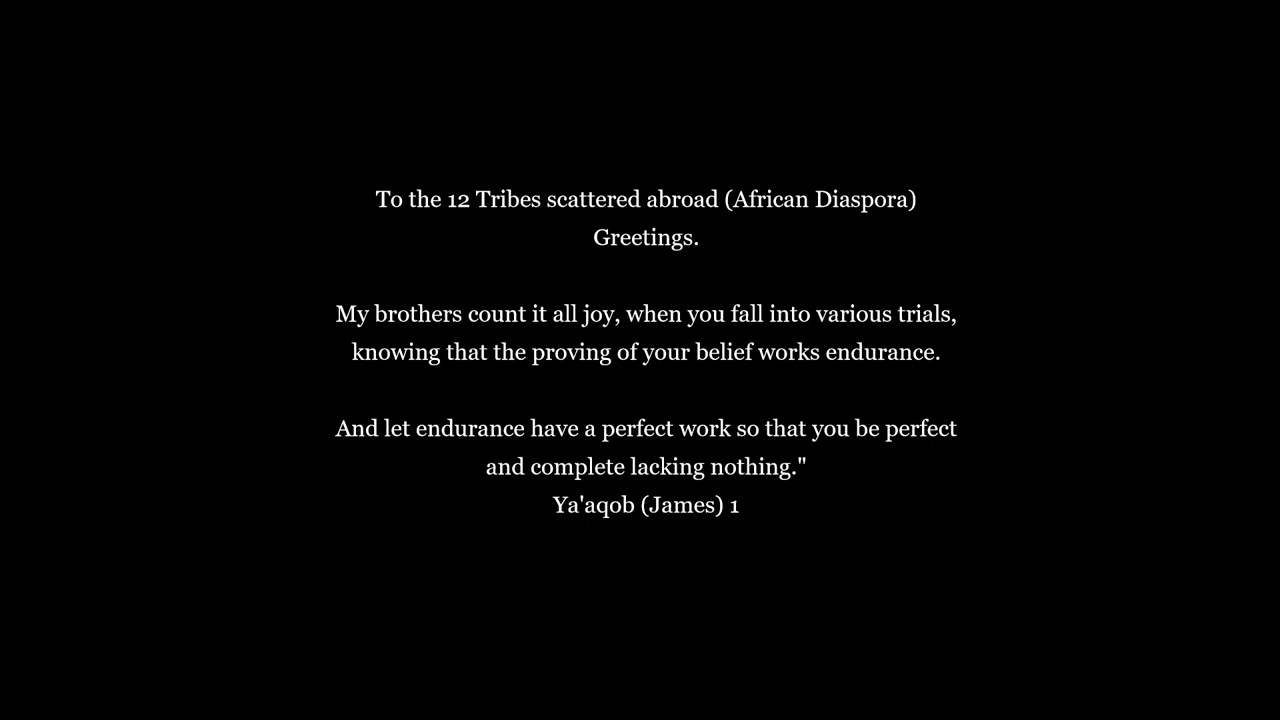 To the 12 Tribes scattered abroad (African Diaspora)
Greetings.
My brothers count it all joy, when you fall into various trials,
knowing that the proving of your belief works endurance.
And let endurance have a perfect work so that you be perfect
and complete lacking nothing."
Ya'aqob (James) 1